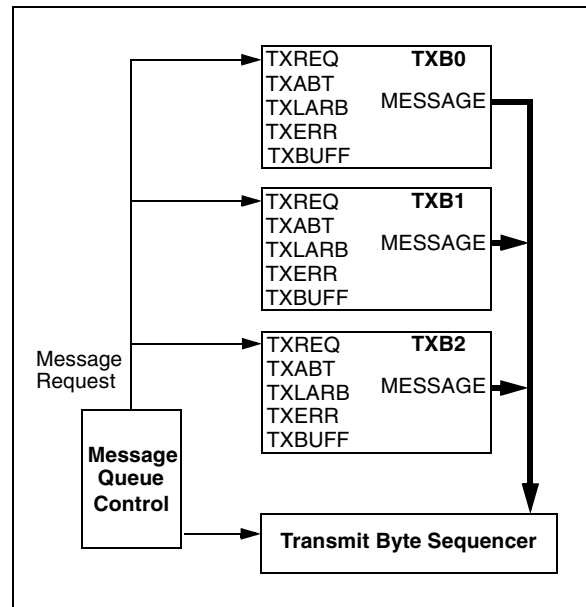 TXREQ TXB0
TXABT
MESSAGE
TXLARB
TXERR
TXBUFF
TXREQ TXB1
TXABT
MESSAGE
TXLARB
TXERR
TXBUFF
TXREQ TXB2
TXABT
MESSAGE
TXLARB
TXERR
TXBUFF
Message
Request
Message
Queue
Control
Transmit Byte Sequencer